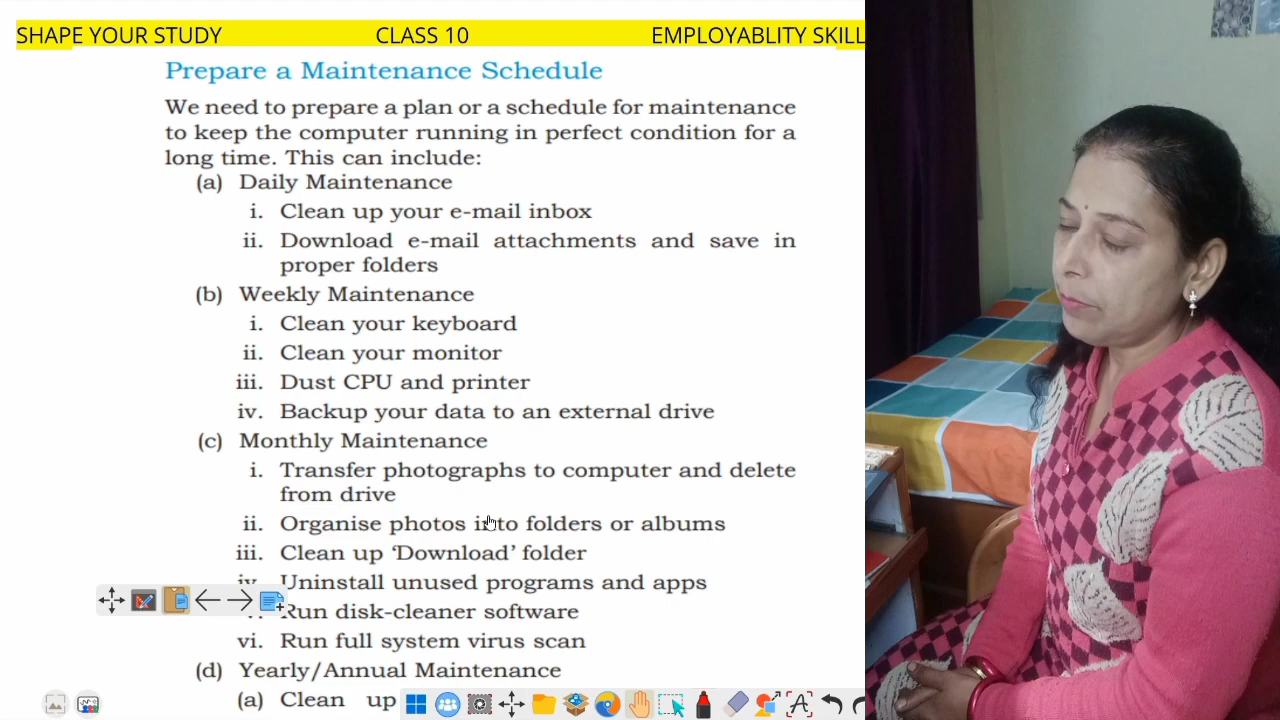 SHAPE YOUR STUDY CLASS 10 EMPLOYABLITY SKILL
Prepare a Maintenance Schedule
We need to prepare a plan or a schedule for maintenance
to keep the computer running in perfect condition for a
long time. This can include:
(a) Daily Maintenance
i. Clean up your e-mail inbox
ii. Download e-mail attachments and save in
proper folders
(b) Weekly Maintenance
i. Clean your keyboard
ii. Clean your monitor
iii. Dust CPU and printer
iv. Backup your data to an external drive
(c) Monthly Maintenance
i. Transfer photographs to computer and delete
from drive
ii. Organise photos into folders or albums
iii. Clean up ‘Download’ folder
iv. Uninstall unused programs and apps
Run disk-cleaner software
vi. Run full system virus scan
(d) Yearly/Annual Maintenance
(a) Clean up